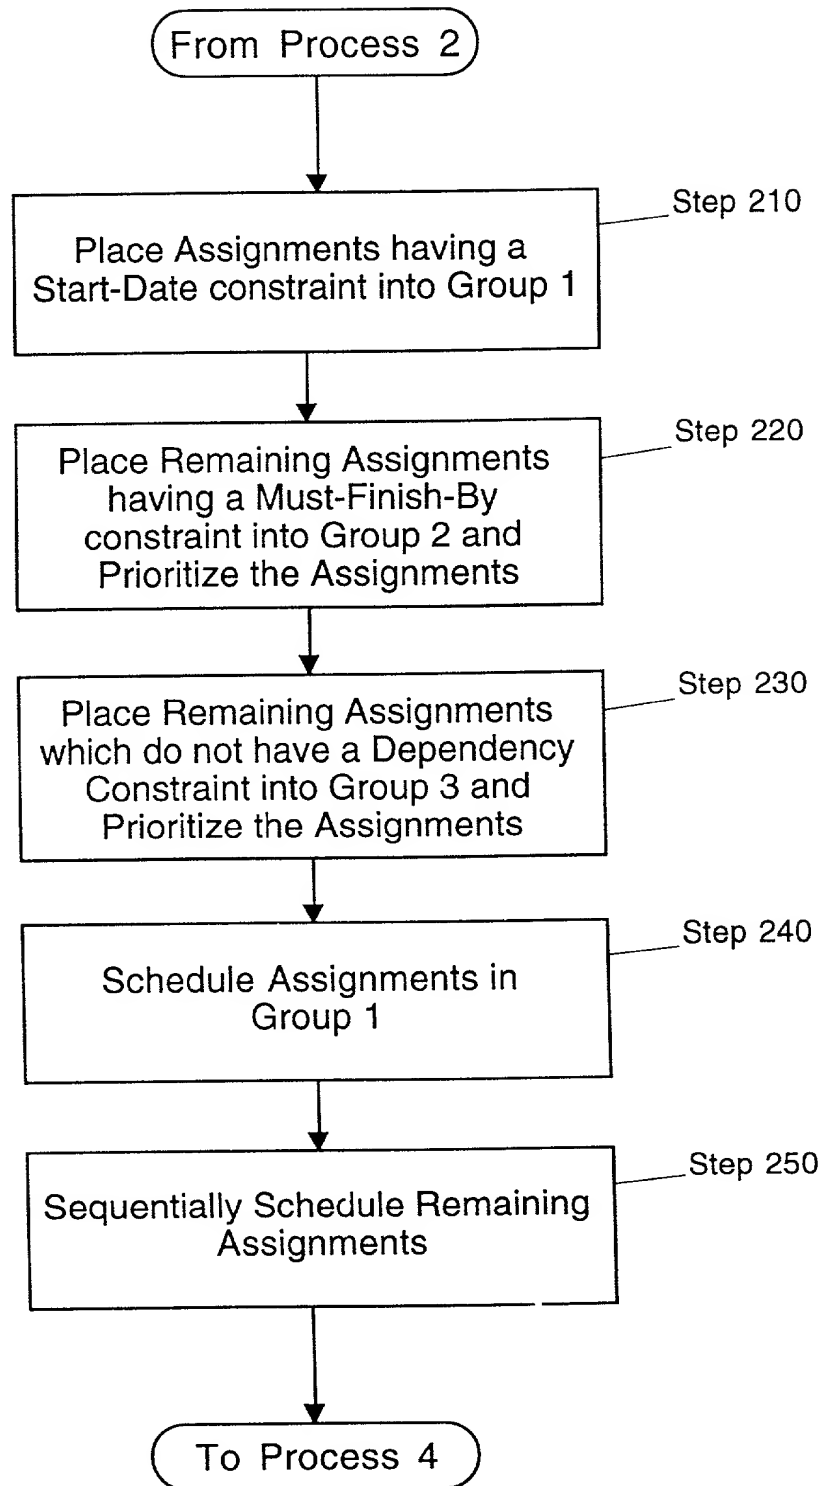 From Process 2
Step 210
Place Assignments having a
Start-Date constraint into Group 1
Step 220
Place Remaining Assignments
having a Must-Finish-By
constraint into Group 2 and
Prioritize the Assignments
Step 230
Place Remaining Assignments
which do not have a Dependency
Constraint into Group 3 and
Prioritize the Assignments
Step 240
Schedule Assignments in
Group 1
Step 250
Sequentially Schedule Remaining
Assignments
To Process 4